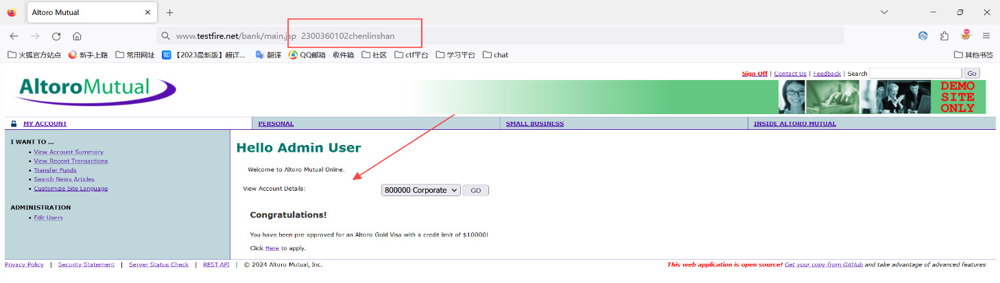 Altoro Mutual
www.testfire.net/bank/main.jsp 2300360102chenlinshan
火狐官方站点 新手上路 常用网址 知 【2023最新版】超详... 翻译 QQ邮箱 - 收件箱 社区 ctf平台 学习平台 chat 其他书签
Sign Off | Contact Us | Feedback | Search Go
AltoroMutual
DEMO
SITE
ONLY
MY ACCOUNT PERSONAL SMALL BUSINESS INSIDE ALTORO MUTUAL
I WANT TO ...
• View Account Summary
• View Recent Transactions
• Transfer Funds
• Search News Articles
• Customize Site Language
ADMINISTRATION
• Edit Users
Hello Admin User
Welcome to Altoro Mutual Online.
View Account Details: 800000 Corporate GO
Congratulations!
You have been pre-approved for an Altoro Gold Visa with a credit limit of $10000!
Click Here to apply.
Privacy Policy | Security Statement | Server Status Check | REST API | © 2024 Altoro Mutual, Inc. This web application is open source! Get your copy from GitHub and take advantage of advanced features